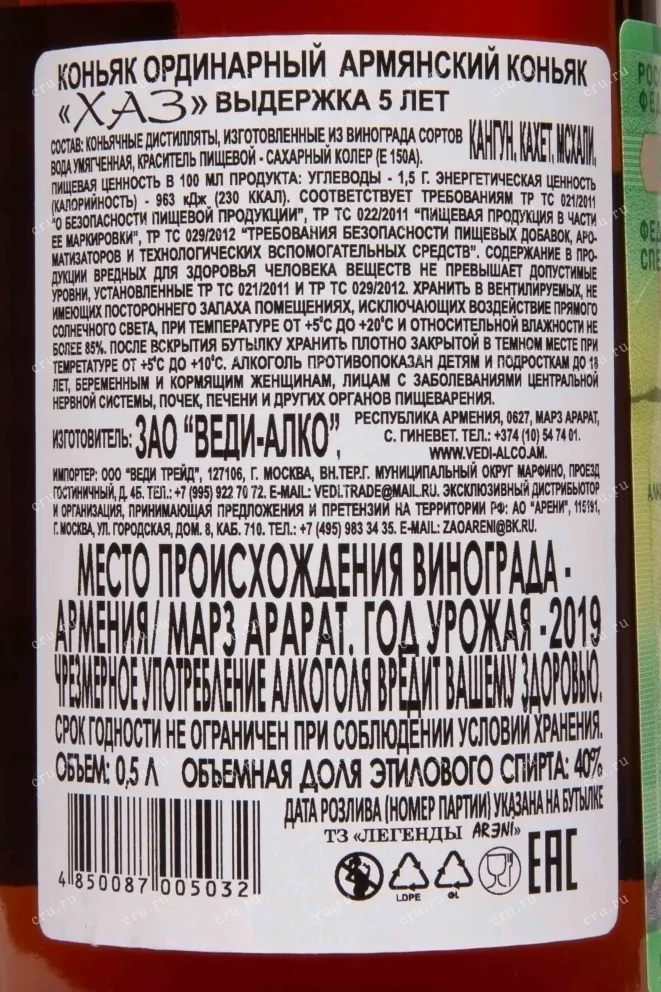 КОНЬЯК ОРДИНАРНЫЙ АРМЯНСКИЙ КОНЬЯК
«ХАЗ» ВЫДЕРЖКА 5 ЛЕТ
СОСТАВ: КОНЬЯЧНЫЕ ДИСТИЛЛЯТЫ, ИЗГОТОВЛЕННЫЕ ИЗ ВИНОГРАДА СОРТОВ КАНГУН, КАХЕТ, МСХАЛИ,
ВОДА УМЯГЧЕННАЯ, КРАСИТЕЛЬ ПИЩЕВОЙ - САХАРНЫЙ КОЛЕР (Е 150А).
ПИЩЕВАЯ ЦЕННОСТЬ В 100 МЛ ПРОДУКТА: УГЛЕВОДЫ - 1,5 Г. ЭНЕРГЕТИЧЕСКАЯ ЦЕННОСТЬ
(КАЛОРИЙНОСТЬ) - 963 кДж (230 ККАЛ). СООТВЕТСТВУЕТ ТРЕБОВАНИЯМ ТР ТС 021/2011
"О БЕЗОПАСНОСТИ ПИЩЕВОЙ ПРОДУКЦИИ", ТР ТС 022/2011 "ПИЩЕВАЯ ПРОДУКЦИЯ В ЧАСТИ
ЕЕ МАРКИРОВКИ", ТР ТС 029/2012 "ТРЕБОВАНИЯ БЕЗОПАСНОСТИ ПИЩЕВЫХ ДОБАВОК, АРО-
МАТИЗАТОРОВ И ТЕХНОЛОГИЧЕСКИХ ВСПОМОГАТЕЛЬНЫХ СРЕДСТВ". СОДЕРЖАНИЕ В ПРО-
ДУКЦИИ ВРЕДНЫХ ДЛЯ ЗДОРОВЬЯ ЧЕЛОВЕКА ВЕЩЕСТВ НЕ ПРЕВЫШАЕТ ДОПУСТИМЫЕ
УРОВНИ, УСТАНОВЛЕННЫЕ ТР ТС 021/2011 И ТР ТС 029/2012. ХРАНИТЬ В ВЕНТИЛИРУЕМЫХ, НЕ
ИМЕЮЩИХ ПОСТОРОННЕГО ЗАПАХА ПОМЕЩЕНИЯХ, ИСКЛЮЧАЮЩИХ ВОЗДЕЙСТВИЕ ПРЯМОГО
СОЛНЕЧНОГО СВЕТА, ПРИ ТЕМПЕРАТУРЕ ОТ +5°С ДО +20°С И ОТНОСИТЕЛЬНОЙ ВЛАЖНОСТИ НЕ
БОЛЕЕ 85%. ПОСЛЕ ВСКРЫТИЯ БУТЫЛКУ ХРАНИТЬ ПЛОТНО ЗАКРЫТОЙ В ТЕМНОМ МЕСТЕ ПРИ
ТЕМПРЕТАТУРЕ ОТ +5°С ДО +10°С. АЛКОГОЛЬ ПРОТИВОПОКАЗАН ДЕТЯМ И ПОДРОСТКАМ ДО 18
ЛЕТ, БЕРЕМЕННЫМ И КОРМЯЩИМ ЖЕНЩИНАМ, ЛИЦАМ С ЗАБОЛЕВАНИЯМИ ЦЕНТРАЛЬНОЙ
НЕРВНОЙ СИСТЕМЫ, ПОЧЕК, ПЕЧЕНИ И ДРУГИХ ОРГАНОВ ПИЩЕВАРЕНИЯ.
ИЗГОТОВИТЕЛЬ: ЗАО "ВЕДИ-АЛКО", РЕСПУБЛИКА АРМЕНИЯ, 0627, МАРЗ АРАРАТ,
С. ГИНЕВЕТ. ТЕЛ.: +374 (10) 54 74 01.
WWW.VEDI-ALCO.AM.
ИМПОРТЕР: ООО "ВЕДИ ТРЕЙД", 127106, Г. МОСКВА, ВН.ТЕР.Г. МУНИЦИПАЛЬНЫЙ ОКРУГ МАРФИНО, ПРОЕЗД
ГОСТИНИЧНЫЙ, Д. 4Б. ТЕЛ.: +7 (995) 922 70 72. E-MAIL: VEDI.TRADE@MAIL.RU. ЭКСКЛЮЗИВНЫЙ ДИСТРИБЬЮТОР
И ОРГАНИЗАЦИЯ, ПРИНИМАЮЩАЯ ПРЕДЛОЖЕНИЯ И ПРЕТЕНЗИИ НА ТЕРРИТОРИИ РФ: АО "АРЕНИ", 115191,
Г. МОСКВА, УЛ. ГОРОДСКАЯ, ДОМ. 8, КАБ. 710. ТЕЛ.: +7 (495) 983 34 35. E-MAIL: ZAOARENI@BK.RU.
МЕСТО ПРОИСХОЖДЕНИЯ ВИНОГРАДА -
АРМЕНИЯ/ МАРЗ АРАРАТ. ГОД УРОЖАЯ - 2019
ЧРЕЗМЕРНОЕ УПОТРЕБЛЕНИЕ АЛКОГОЛЯ ВРЕДИТ ВАШЕМУ ЗДОРОВЬЮ.
СРОК ГОДНОСТИ НЕ ОГРАНИЧЕН ПРИ СОБЛЮДЕНИИ УСЛОВИЙ ХРАНЕНИЯ.
ОБЪЕМ: 0,5 Л ОБЪЕМНАЯ ДОЛЯ ЭТИЛОВОГО СПИРТА: 40%
ДАТА РОЗЛИВА (НОМЕР ПАРТИИ) УКАЗАНА НА БУТЫЛКЕ
ТЗ «ЛЕГЕНДЫ ARЭNI»
4 850087 005032
LDPE GL EAC